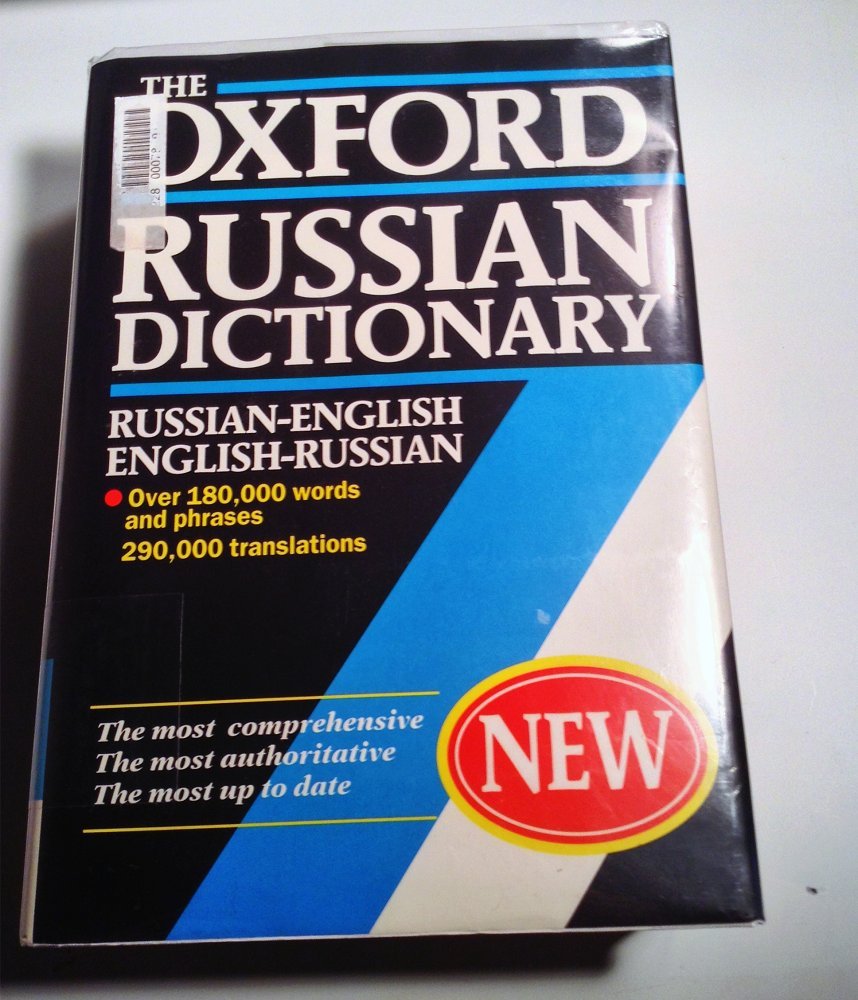 THE
OXFORD
RUSSIAN
DICTIONARY
RUSSIAN-ENGLISH
ENGLISH-RUSSIAN
Over 180,000 words
and phrases
290,000 translations
The most comprehensive
The most authoritative
The most up to date
NEW